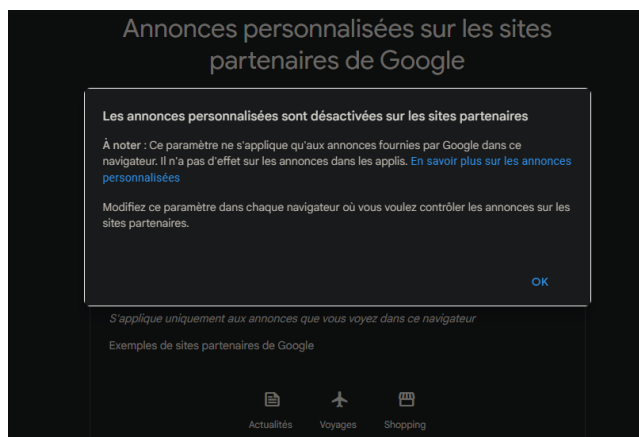 Annonces personnalisées sur les sites
partenaires de Google
Les annonces personnalisées sont désactivées sur les sites partenaires
À noter : Ce paramètre ne s'applique qu'aux annonces fournies par Google dans ce
navigateur. Il n'a pas d'effet sur les annonces dans les applis. En savoir plus sur les annonces
personnalisées
Modifiez ce paramètre dans chaque navigateur où vous voulez contrôler les annonces sur les
sites partenaires.
OK
S'applique uniquement aux annonces que vous voyez dans ce navigateur
Exemples de sites partenaires de Google
Actualités Voyages Shopping